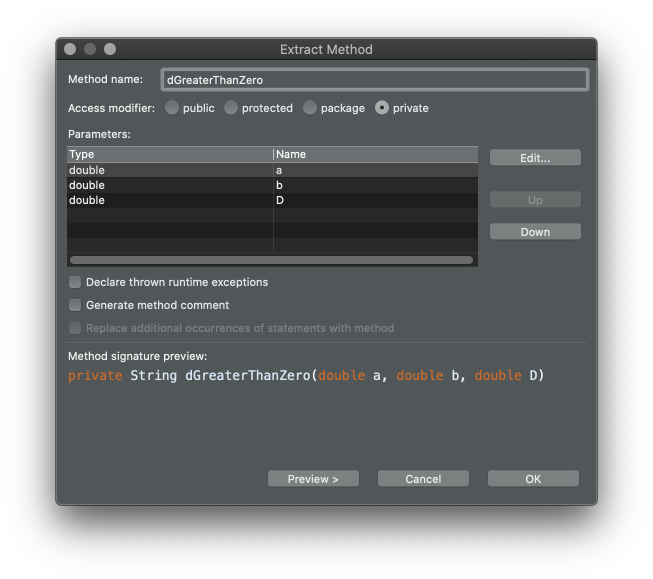 Extract Method
Method name: dGreaterThanZero
Access modifier: public protected package private
Parameters:
Type Name
double a
double b
double D
Edit...
Up
Down
Declare thrown runtime exceptions
Generate method comment
Replace additional occurrences of statements with method
Method signature preview:
private String dGreaterThanZero(double a, double b, double D)
Preview > Cancel OK